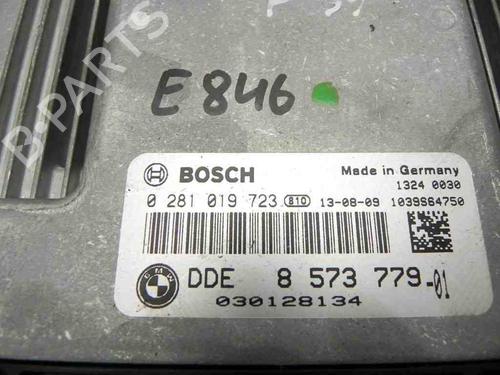 E846
B-PARTS
BOSCH
Made in Germany
1324 0030
0 281 019 723 810 13-08-09 1039S64750
BMW
DDE 8 573 779-01
030128134